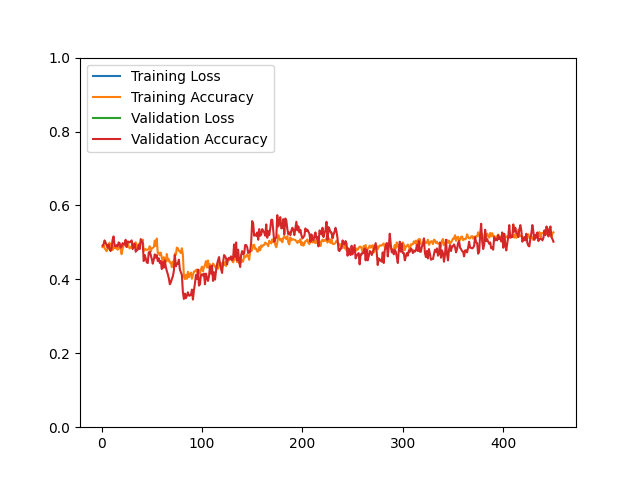 1.0
0.8
0.6
0.4
0.2
0.0
Training Loss
Training Accuracy
Validation Loss
Validation Accuracy
0 100 200 300 400